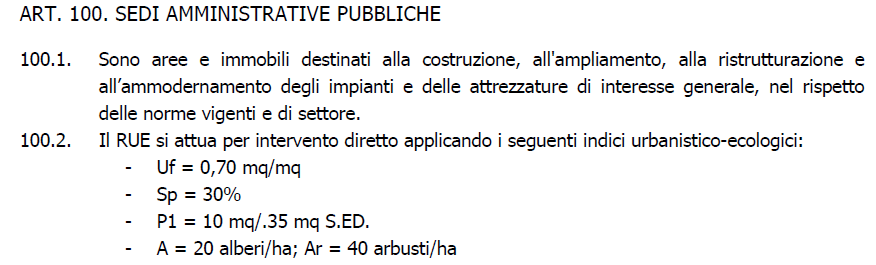 ART. 100. SEDI AMMINISTRATIVE PUBBLICHE
100.1. Sono aree e immobili destinati alla costruzione, all'ampliamento, alla ristrutturazione e
all’ammodernamento degli impianti e delle attrezzature di interesse generale, nel rispetto
delle norme vigenti e di settore.
100.2. Il RUE si attua per intervento diretto applicando i seguenti indici urbanistico-ecologici:
- Uf = 0,70 mq/mq
- Sp = 30%
- P1 = 10 mq/.35 mq S.ED.
- A = 20 alberi/ha; Ar = 40 arbusti/ha